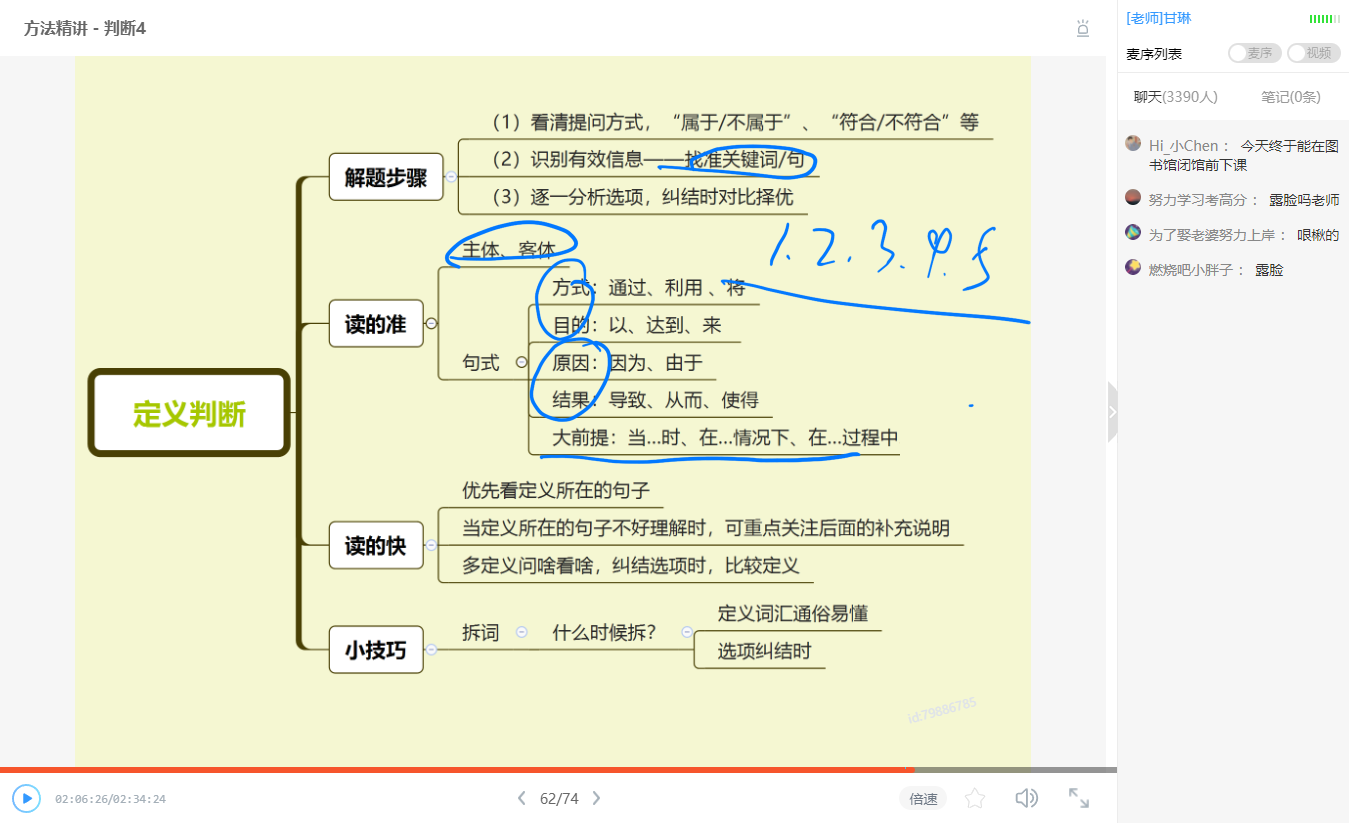 方法精讲 - 判断4
[老师]甘琳
麦序列表
麦序
视频
聊天(3390人)
笔记(0条)
Hi_小Chen： 今天终于能在图
书馆闭馆前下课
努力学习考高分： 露脸吗老师
为了娶老婆努力上岸： 哏楸的
燃烧吧小胖子： 露脸
定义判断
解题步骤
（1）看清提问方式，“属于/不属于”、“符合/不符合”等
（2）识别有效信息——找准关键词/句
（3）逐一分析选项，纠结时对比择优
1. 2. 3. 4. 5
读的准
主体、客体
句式
方式：通过、利用 、将
目的：以、达到、来
原因：因为、由于
结果：导致、从而、使得
大前提：当...时、在...情况下、在...过程中
读的快
优先看定义所在的句子
当定义所在的句子不好理解时，可重点关注后面的补充说明
多定义问啥看啥，纠结选项时，比较定义
小技巧
拆词
什么时候拆？
定义词汇通俗易懂
选项纠结时
id:79886785
02:06:26/02:34:24
62/74
倍速